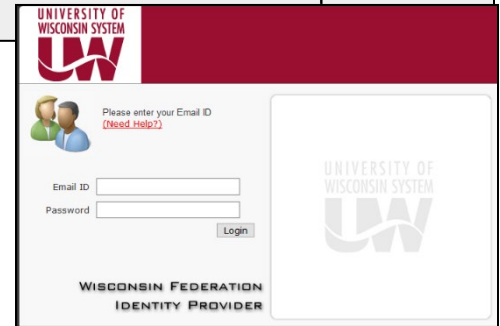 UNIVERSITY OF
WISCONSIN SYSTEM
UW
Please enter your Email ID
(Need Help?)
Email ID
Password
Login
UNIVERSITY OF
WISCONSIN SYSTEM
UW
WISCONSIN FEDERATION
IDENTITY PROVIDER